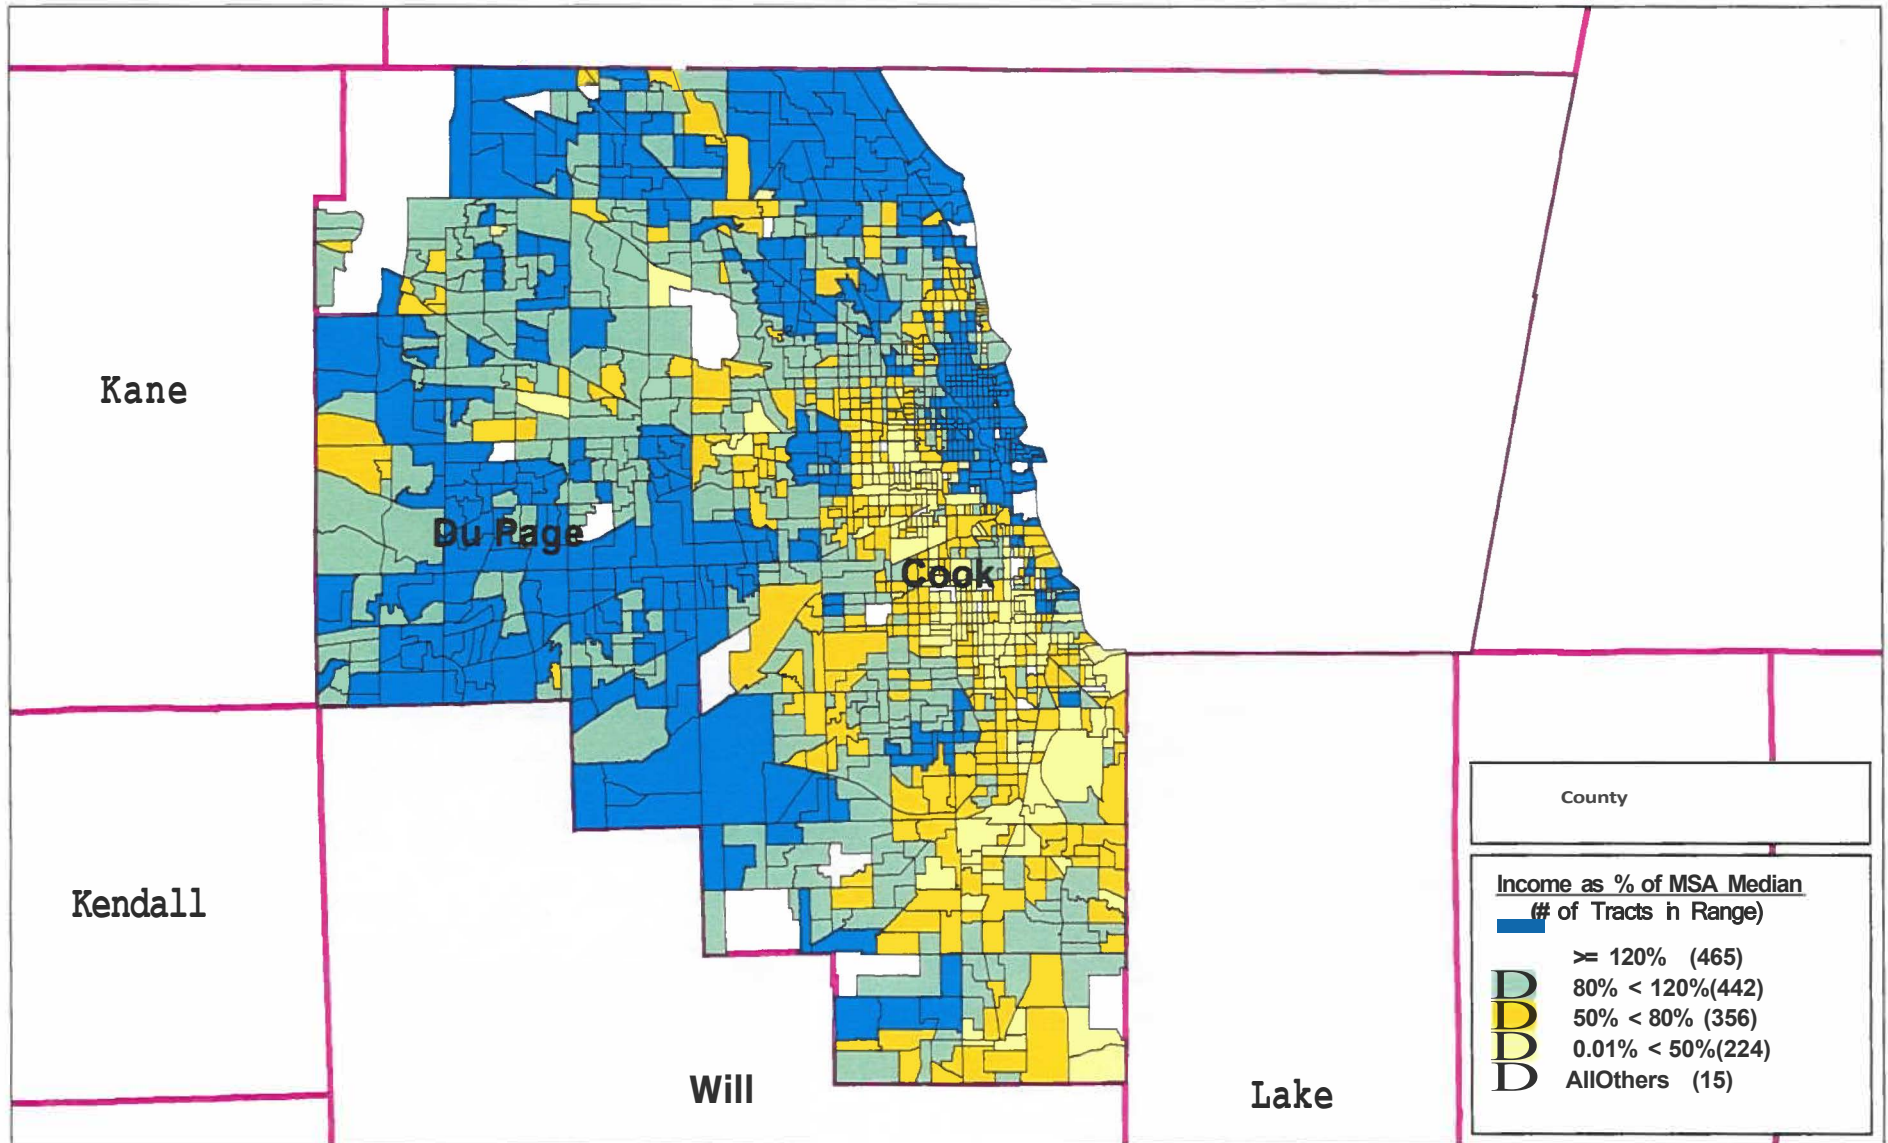 Kane
Du Page
Cook
Kendall
Will
Lake
County
Income as % of MSA Median
(# of Tracts in Range)
>= 120% (465)
D 80% < 120%(442)
D 50% < 80% (356)
D 0.01% < 50%(224)
D AllOthers (15)